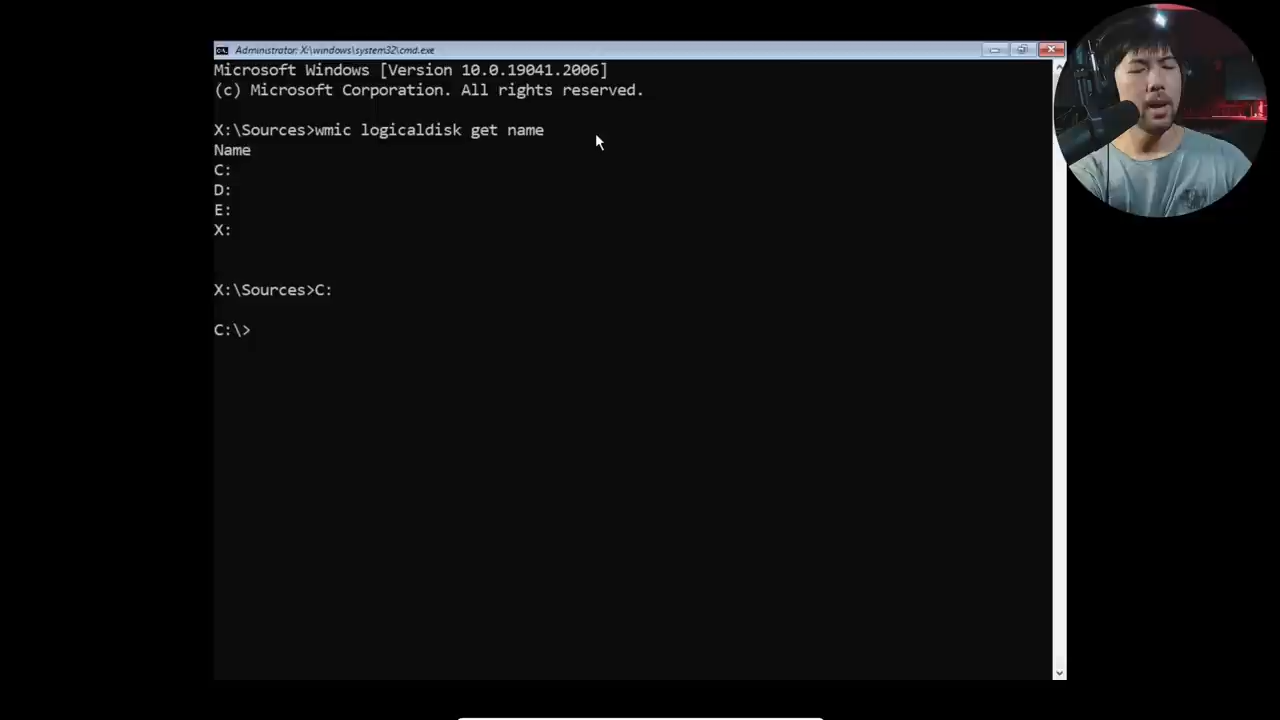 Administrator: X:\windows\system32\cmd.exe
Microsoft Windows [Version 10.0.19041.2006]
(c) Microsoft Corporation. All rights reserved.
X:\Sources>wmic logicaldisk get name
Name
C:
D:
E:
X:
X:\Sources>C:
C:\>